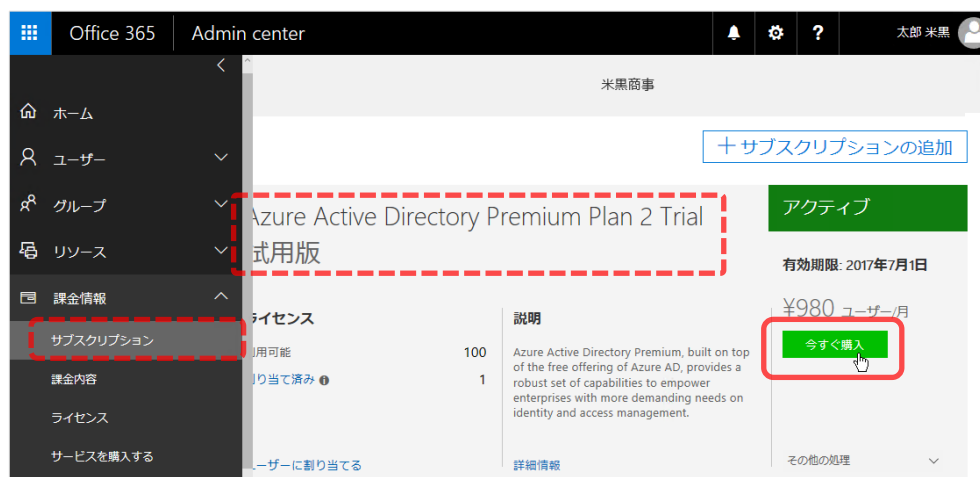 Office 365 Admin center ? 太郎 米黒
米黒商事
ホーム
ユーザー
グループ
リソース
課金情報
サブスクリプション
課金内容
ライセンス
サービスを購入する
+ サブスクリプションの追加
Azure Active Directory Premium Plan 2 Trial
試用版
ライセンス
利用可能 100
割り当て済み 1
ユーザーに割り当てる
説明
Azure Active Directory Premium, built on top
of the free offering of Azure AD, provides a
robust set of capabilities to empower
enterprises with more demanding needs on
identity and access management.
詳細情報
アクティブ
有効期限: 2017年7月1日
¥980 ユーザー/月
今すぐ購入
その他の処理